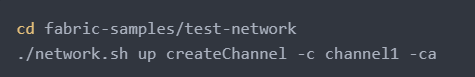 cd fabric-samples/test-network
./network.sh up createChannel -c channel1 -ca